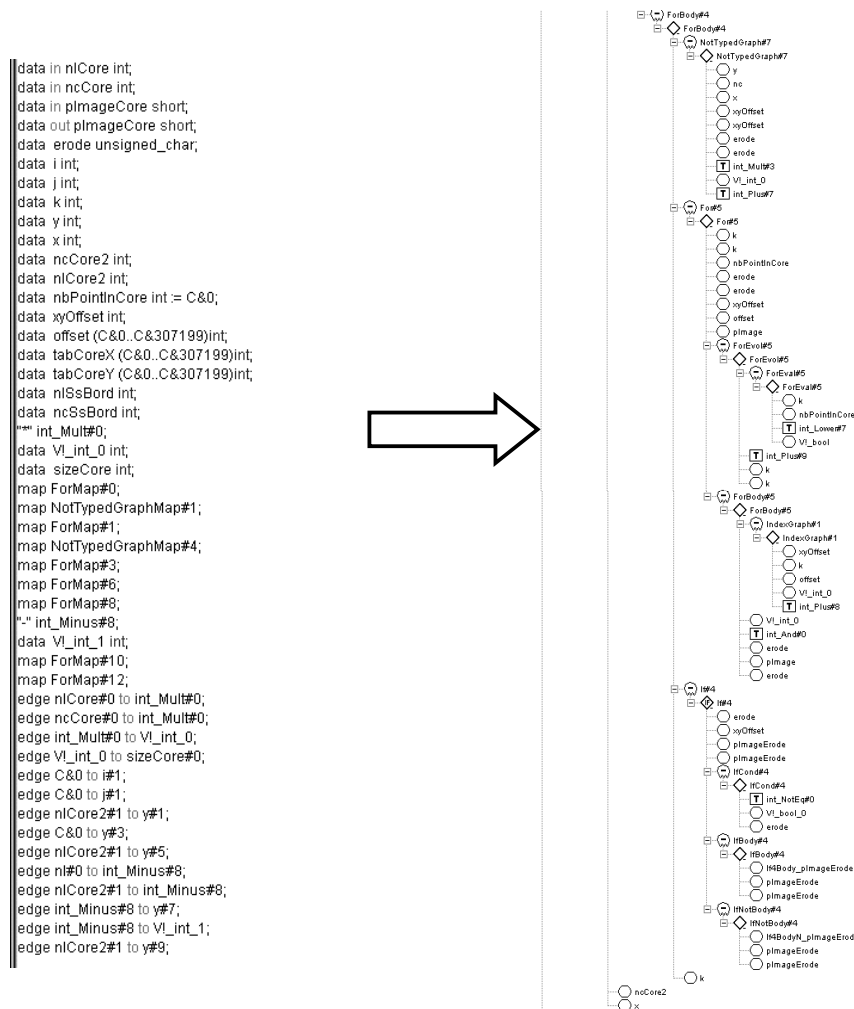 data in nlCore int;
data in ncCore int;
data in pImageCore short;
data out pImageCore short;
data erode unsigned_char;
data i int;
data j int;
data k int;
data y int;
data x int;
data ncCore2 int;
data nlCore2 int;
data nbPointInCore int := C&0;
data xyOffset int;
data offset (C&0..C&307199)int;
data tabCoreX (C&0..C&307199)int;
data tabCoreY (C&0..C&307199)int;
data nlSsBord int;
data ncSsBord int;
"*" int_Mult#0;
data V!_int_0 int;
data sizeCore int;
map ForMap#0;
map NotTypedGraphMap#1;
map ForMap#1;
map NotTypedGraphMap#4;
map ForMap#3;
map ForMap#6;
map ForMap#8;
"-" int_Minus#8;
data V!_int_1 int;
map ForMap#10;
map ForMap#12;
edge nlCore#0 to int_Mult#0;
edge ncCore#0 to int_Mult#0;
edge int_Mult#0 to V!_int_0;
edge V!_int_0 to sizeCore#0;
edge C&0 to i#1;
edge C&0 to j#1;
edge nlCore2#1 to y#1;
edge C&0 to y#3;
edge nlCore2#1 to y#5;
edge nl#0 to int_Minus#8;
edge nlCore2#1 to int_Minus#8;
edge int_Minus#8 to y#7;
edge int_Minus#8 to V!_int_1;
edge nlCore2#1 to y#9;
ForBody#4
ForBody#4
NotTypedGraph#7
NotTypedGraph#7
y
nc
x
xyOffset
xyOffset
erode
erode
T int_Mult#3
V!_int_0
T int_Plus#7
For#5
For#5
k
k
nbPointInCore
erode
erode
xyOffset
offset
pImage
ForEvol#5
ForEvol#5
ForEval#5
ForEval#5
k
nbPointInCore
T int_Lower#7
V!_bool
T int_Plus#9
k
k
ForBody#5
ForBody#5
IndexGraph#1
IndexGraph#1
xyOffset
k
offset
V!_int_0
T int_Plus#8
V!_int_0
T int_And#0
erode
pImage
erode
If#4
If If#4
erode
xyOffset
pImageErode
pImageErode
IfCond#4
IfCond#4
T int_NotEq#0
V!_bool_0
erode
IfBody#4
IfBody#4
If4Body_pImageErode
pImageErode
pImageErode
IfNotBody#4
IfNotBody#4
If4BodyN_pImageErod
pImageErode
pImageErode
k
ncCore2
x